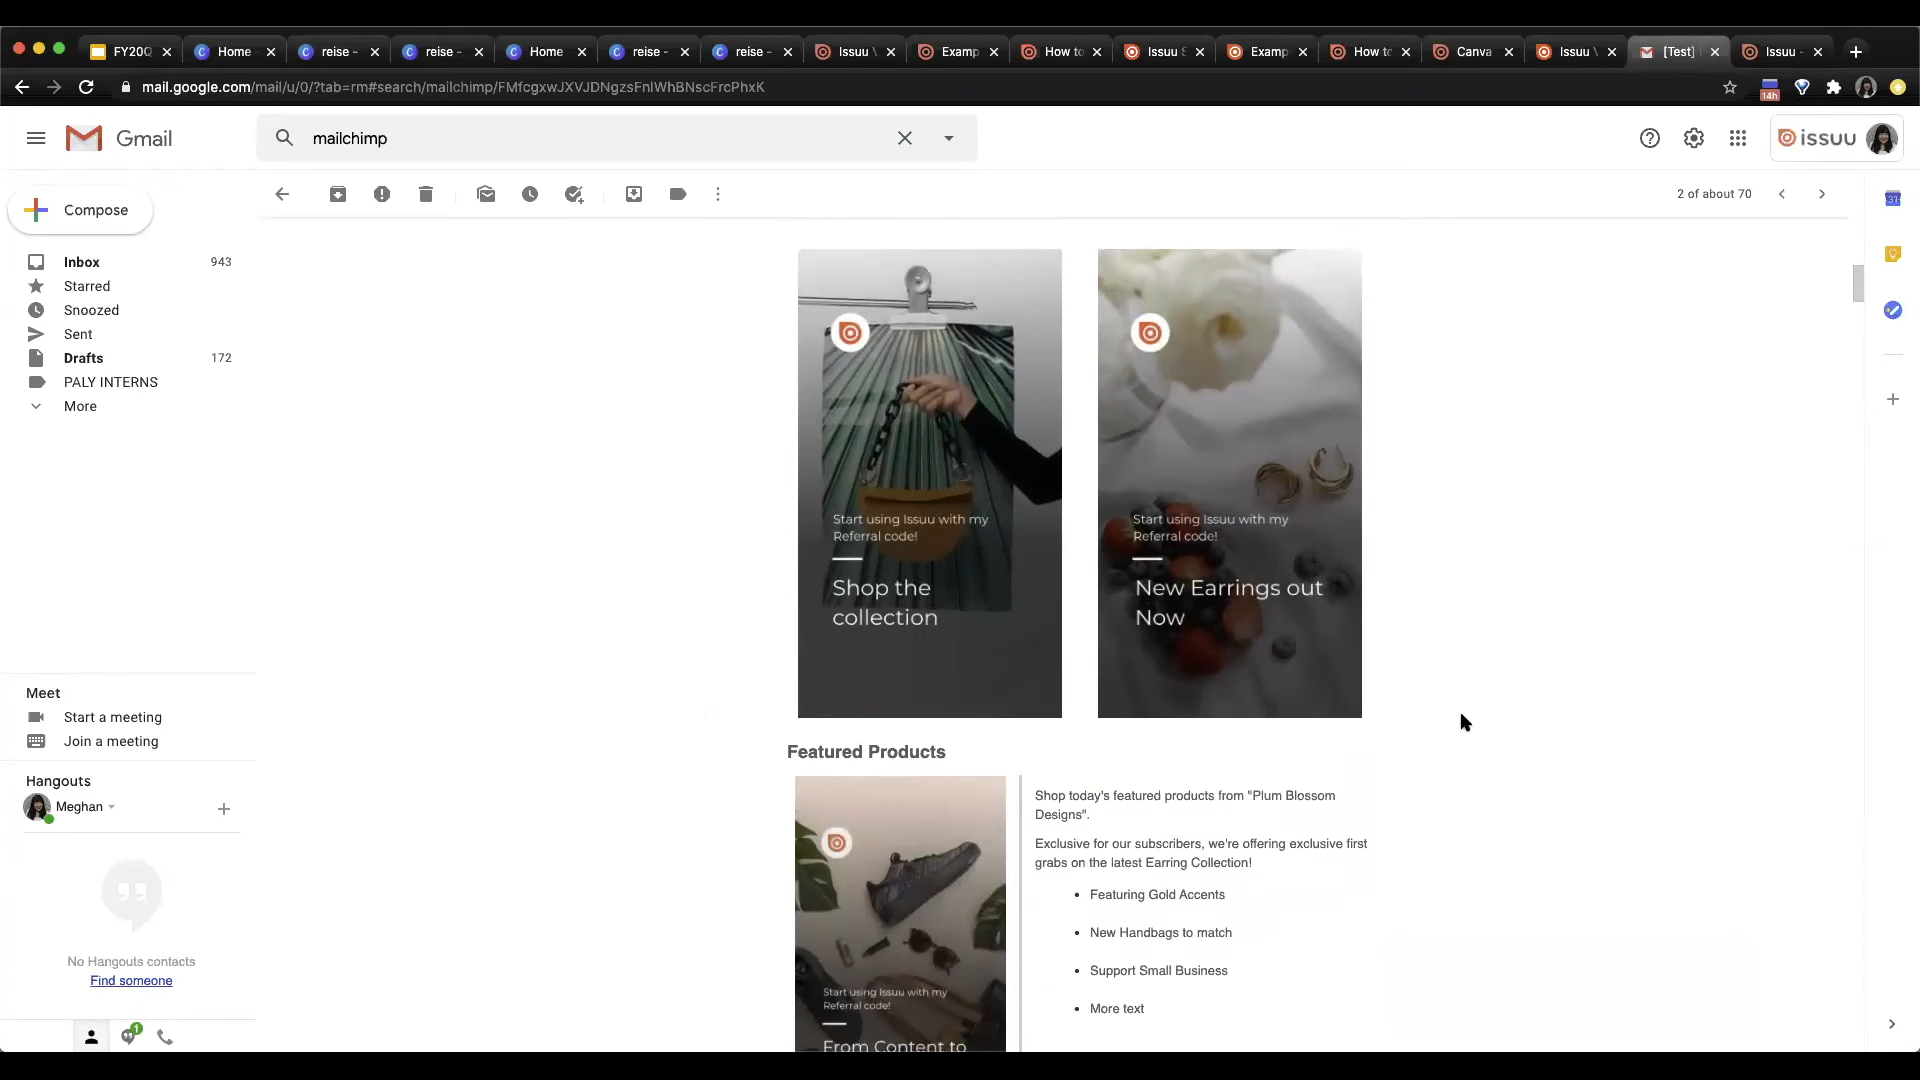 FY20Q
Home
reise -
reise -
Home
reise -
reise -
Issuu \
Examp
How to
Issuu S
Examp
How to
Canva
Issuu \
[Test]
Issuu -
mail.google.com/mail/u/0/?tab=rm#search/mailchimp/FMfcgxwJXVJDNgzsFnlWhBNscFrcPhxK
14h
Gmail
mailchimp
issuu
Compose
2 of about 70
31
Inbox 943
Starred
Snoozed
Sent
Drafts 172
PALY INTERNS
More
Start using Issuu with my
Referral code!
Shop the
collection
Start using Issuu with my
Referral code!
New Earrings out
Now
Meet
Start a meeting
Join a meeting
Hangouts
Meghan
No Hangouts contacts
Find someone
1
Featured Products
Shop today's featured products from "Plum Blossom
Designs".
Exclusive for our subscribers, we're offering exclusive first
grabs on the latest Earring Collection!
• Featuring Gold Accents
• New Handbags to match
• Support Small Business
• More text
Start using Issuu with my
Referral code!
From Content to